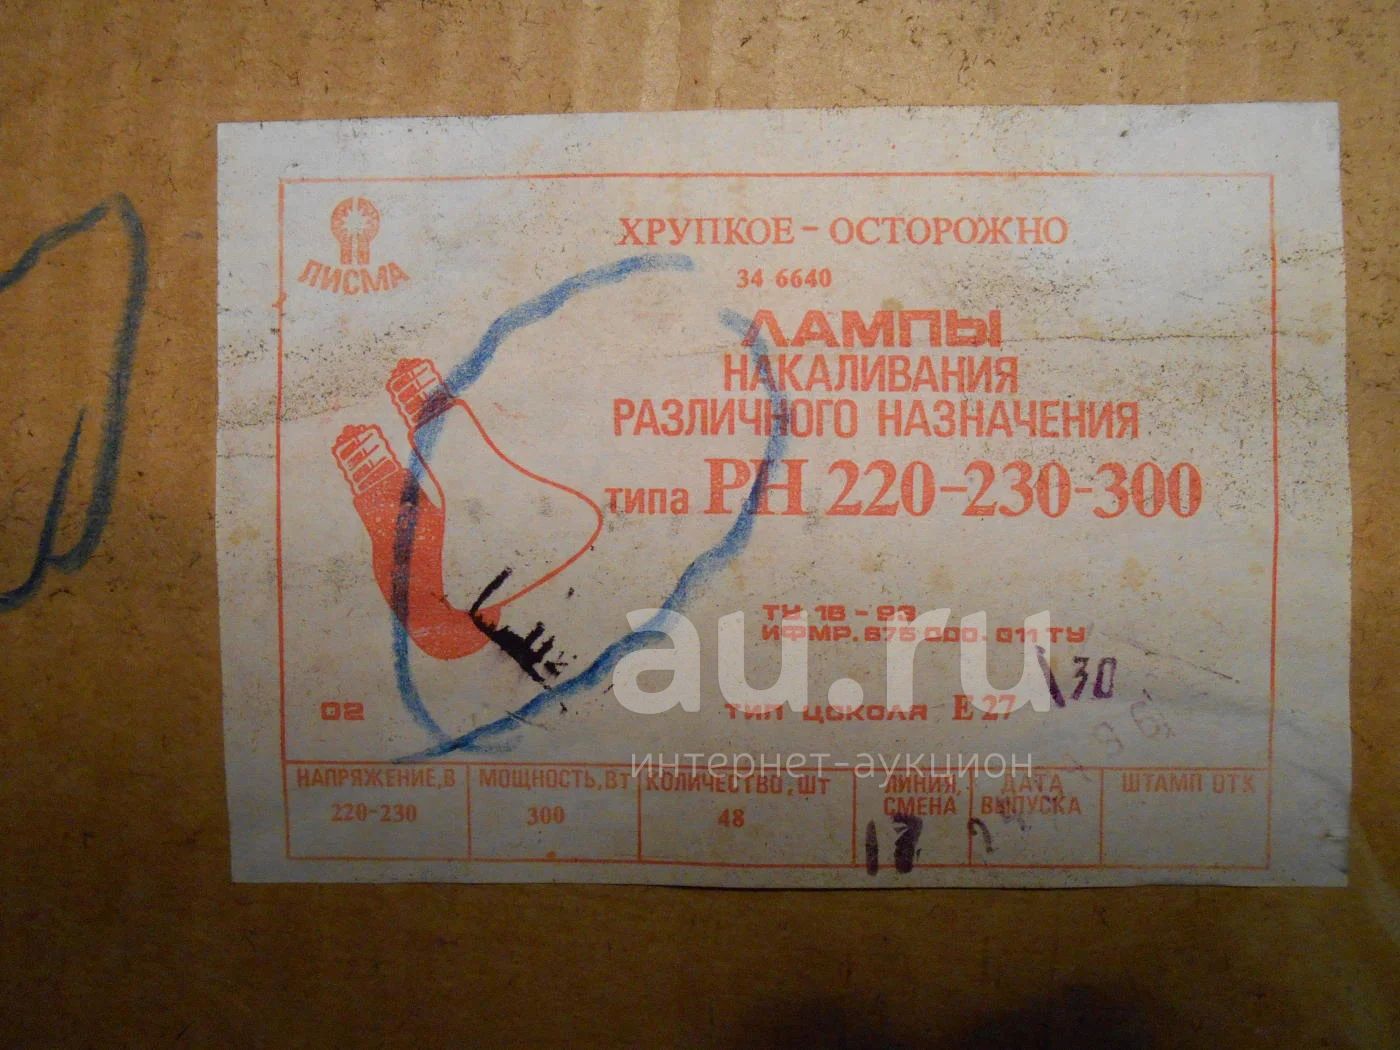 ХРУПКОЕ - ОСТОРОЖНО
ЛИСМА
34 6640
ЛАМПЫ
НАКАЛИВАНИЯ
РАЗЛИЧНОГО НАЗНАЧЕНИЯ
типа РН 220-230-300
ТУ 16 - 93
ИФМР. 675 000. 011 ТУ
30
02
ТИП ЦОКОЛЯ Е 27
au.ru
интернет-аукцион
НАПРЯЖЕНИЕ,В МОЩНОСТЬ,ВТ КОЛИЧЕСТВО,ШТ ЛИНИЯ, СМЕНА ДАТА ВЫПУСКА ШТАМП ОТК
220-230 300 48